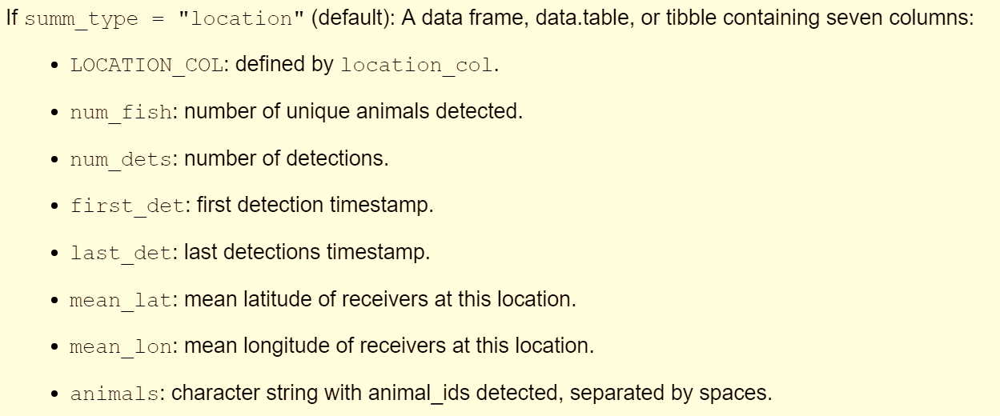 If summ_type = "location" (default): A data frame, data.table, or tibble containing seven columns:
• LOCATION_COL: defined by location_col.
• num_fish: number of unique animals detected.
• num_dets: number of detections.
• first_det: first detection timestamp.
• last_det: last detections timestamp.
• mean_lat: mean latitude of receivers at this location.
• mean_lon: mean longitude of receivers at this location.
• animals: character string with animal_ids detected, separated by spaces.